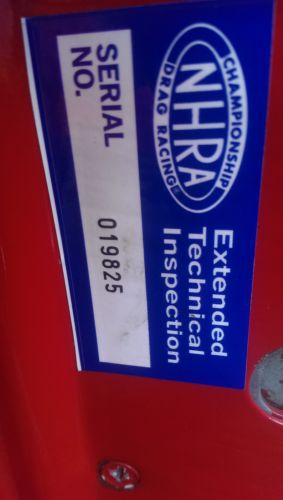 CHAMPIONSHIP
NHRA
DRAG RACING®
Extended
Technical
Inspection
SERIAL
NO.
019825